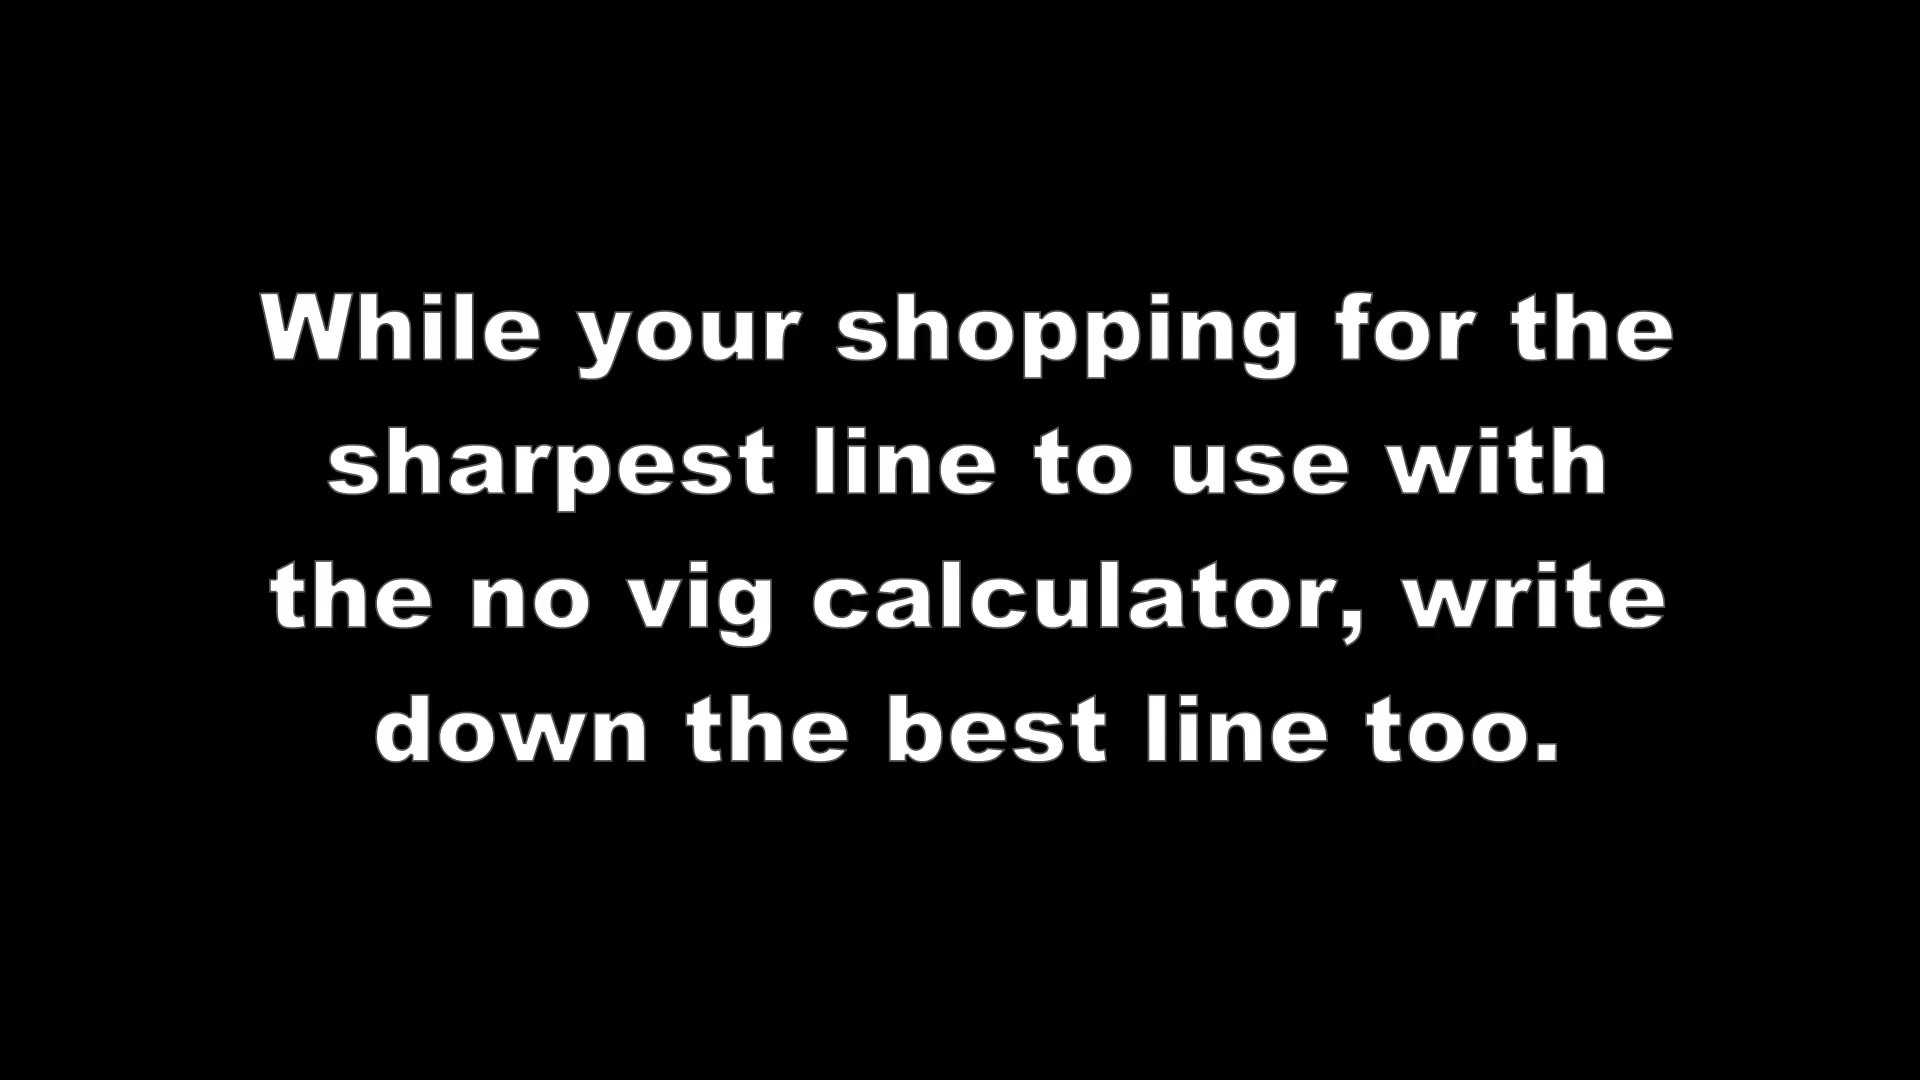 While your shopping for the
sharpest line to use with
the no vig calculator, write
down the best line too.